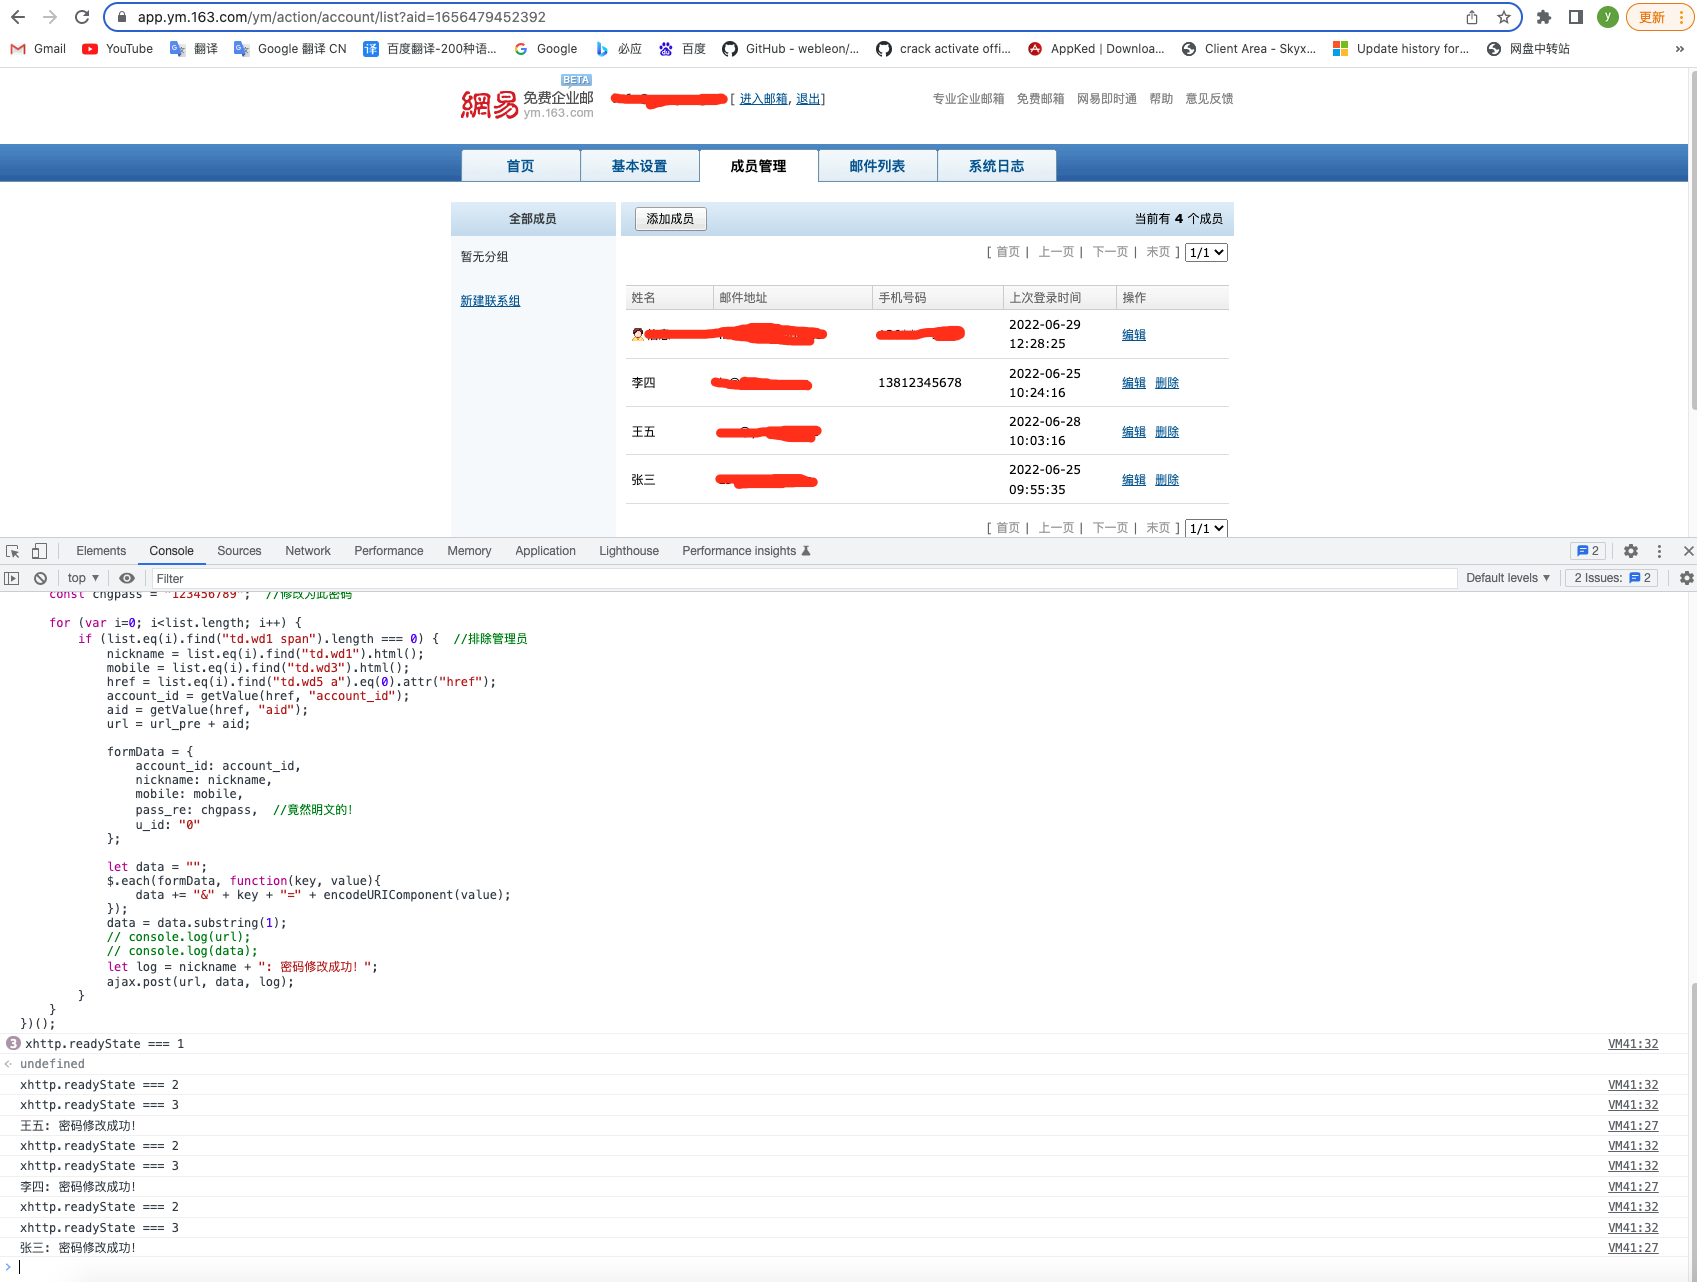 app.ym.163.com/ym/action/account/list?aid=1656479452392
y
更新
Gmail
YouTube
翻译
Google 翻译 CN
译
百度翻译-200种语...
Google
必应
百度
GitHub - webleon/...
crack activate offi...
AppKed | Downloa...
Client Area - Skyx...
Update history for...
网盘中转站
»
網易
免费企业邮
BETA
ym.163.com
[ 进入邮箱, 退出]
专业企业邮箱
免费邮箱
网易即时通
帮助
意见反馈
首页
基本设置
成员管理
邮件列表
系统日志
全部成员
添加成员
当前有 4 个成员
暂无分组
新建联系组
[ 首页 | 上一页 | 下一页 | 末页 ] 1/1
姓名
邮件地址
手机号码
上次登录时间
操作
2022-06-29
12:28:25
编辑
李四
13812345678
2022-06-25
10:24:16
编辑 删除
王五
2022-06-28
10:03:16
编辑 删除
张三
2022-06-25
09:55:35
编辑 删除
[ 首页 | 上一页 | 下一页 | 末页 ] 1/1
Elements
Console
Sources
Network
Performance
Memory
Application
Lighthouse
Performance insights
2
top
Filter
Default levels
2 Issues: 2
const chgpass = "123456789"; //修改为此密码
for (var i=0; i<list.length; i++) {
if (list.eq(i).find("td.wd1 span").length === 0) { //排除管理员
nickname = list.eq(i).find("td.wd1").html();
mobile = list.eq(i).find("td.wd3").html();
href = list.eq(i).find("td.wd5 a").eq(0).attr("href");
account_id = getValue(href, "account_id");
aid = getValue(href, "aid");
url = url_pre + aid;
formData = {
account_id: account_id,
nickname: nickname,
mobile: mobile,
pass_re: chgpass, //竟然明文的!
u_id: "0"
};
let data = "";
$.each(formData, function(key, value){
data += "&" + key + "=" + encodeURIComponent(value);
});
data = data.substring(1);
// console.log(url);
// console.log(data);
let log = nickname + ": 密码修改成功! ";
ajax.post(url, data, log);
}
}
})();
3 xhttp.readyState === 1 VM41:32
undefined
xhttp.readyState === 2 VM41:32
xhttp.readyState === 3 VM41:32
王五: 密码修改成功! VM41:27
xhttp.readyState === 2 VM41:32
xhttp.readyState === 3 VM41:32
李四: 密码修改成功! VM41:27
xhttp.readyState === 2 VM41:32
xhttp.readyState === 3 VM41:32
张三: 密码修改成功! VM41:27